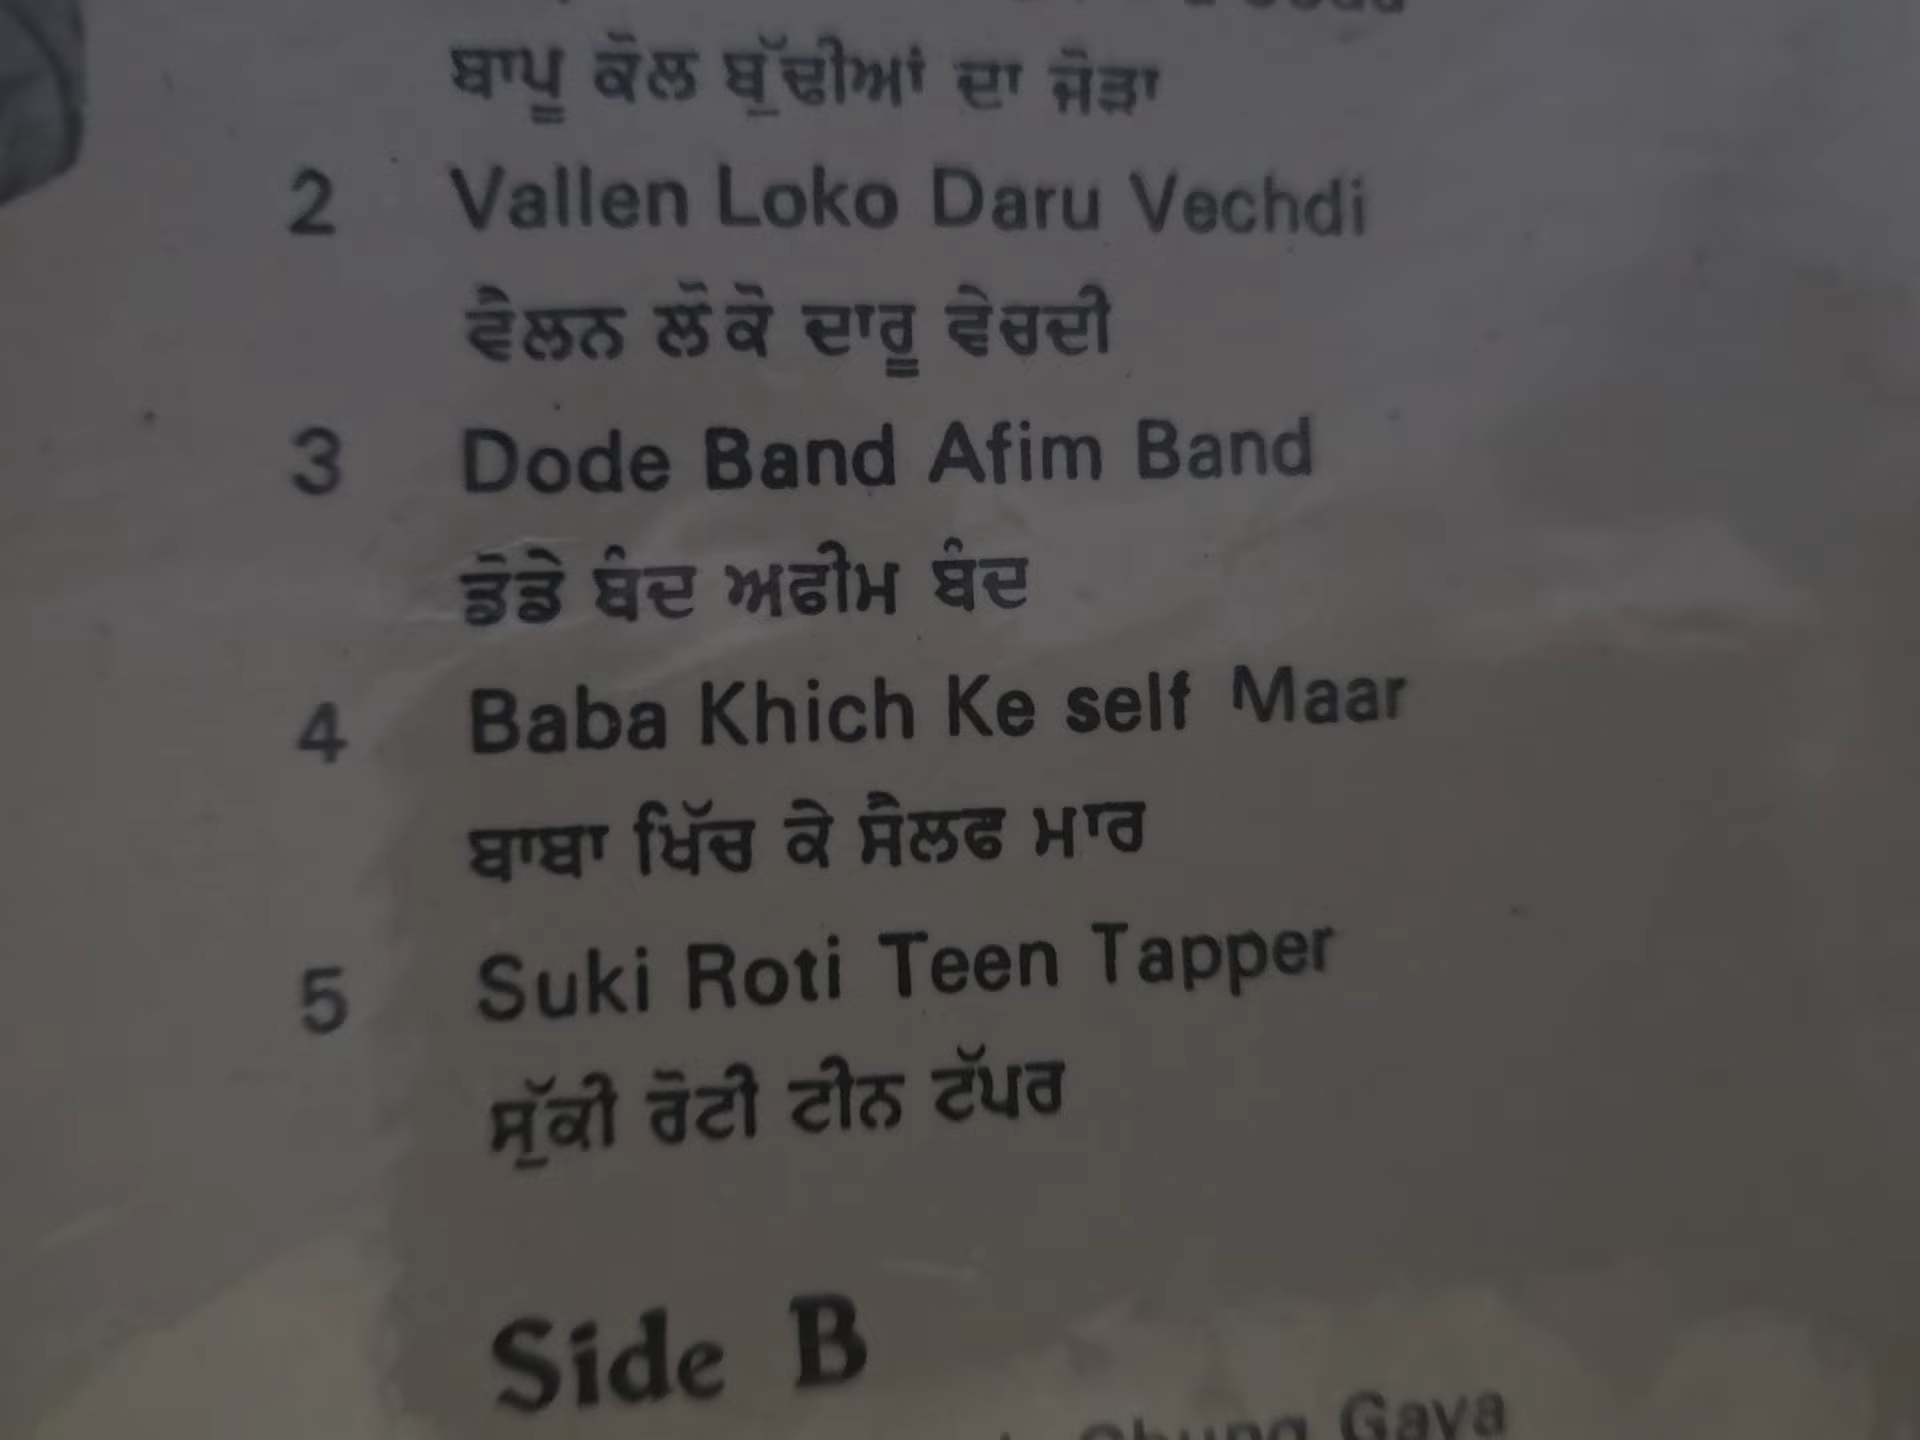 ਬਾਪੂ ਕੋਲ ਬੁੱਢੀਆਂ ਦਾ ਜੋੜਾ
2 Vallen Loko Daru Vechdi
ਵੈਲਨ ਲੋਕੋ ਦਾਰੂ ਵੇਚਦੀ
3 Dode Band Afim Band
ਡੋਡੇ ਬੰਦ ਅਫੀਮ ਬੰਦ
4 Baba Khich Ke self Maar
ਬਾਬਾ ਖਿੱਚ ਕੇ ਸੈਲਫ ਮਾਰ
5 Suki Roti Teen Tapper
ਸੁੱਕੀ ਰੋਟੀ ਟੀਨ ਟੱਪਰ
Side B
Gaya